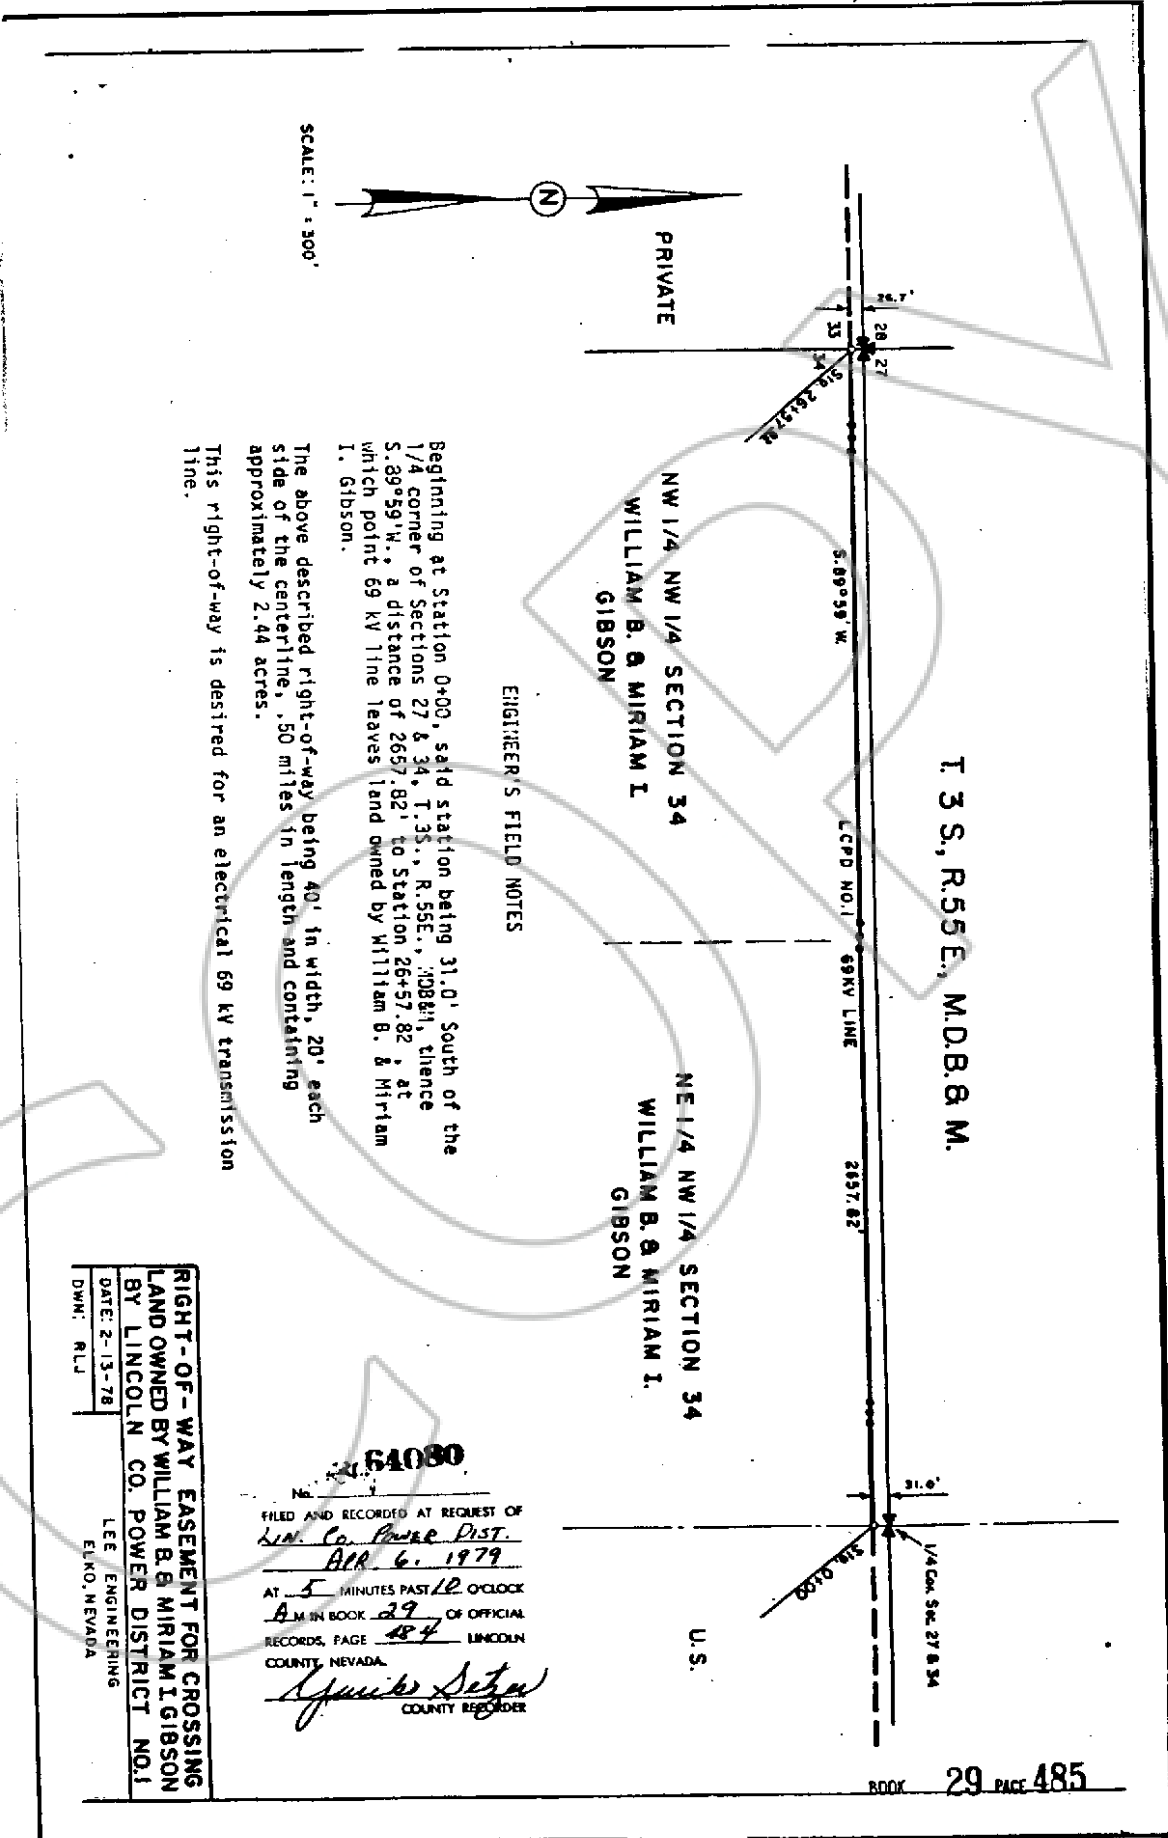 T. 3 S., R.55 E., M.D.B. & M.
26.7'
28
27
33
34
Sta. 26+57.82
S.89°59'W.
LCPD NO.1
69KV LINE
2657.82'
31.0'
1/4 Cor. Sec. 27 & 34
Sta. 0+00
PRIVATE
NW 1/4 NW 1/4 SECTION 34
WILLIAM B. & MIRIAM I.
GIBSON
NE 1/4 NW 1/4 SECTION 34
WILLIAM B. & MIRIAM I.
GIBSON
U.S.
N
SCALE: 1" = 300'
ENGINEER'S FIELD NOTES
Beginning at Station 0+00, said station being 31.0' South of the
1/4 corner of Sections 27 & 34, T.3S., R.55E., MDB&M, thence
S.89°59'W., a distance of 2657.82' to Station 26+57.82 , at
which point 69 kV line leaves land owned by William B. & Miriam
I. Gibson.
The above described right-of-way being 40' in width, 20' each
side of the centerline, .50 miles in length and containing
approximately 2.44 acres.
This right-of-way is desired for an electrical 69 kV transmission
line.
No. 64080
FILED AND RECORDED AT REQUEST OF
Lin. Co. Power Dist.
Apr. 6, 1979
AT 5 MINUTES PAST 10 O'CLOCK
A M IN BOOK 29 OF OFFICIAL
RECORDS, PAGE 484 LINCOLN
COUNTY, NEVADA.
COUNTY RECORDER
RIGHT-OF-WAY EASEMENT FOR CROSSING
LAND OWNED BY WILLIAM B. & MIRIAM I. GIBSON
BY LINCOLN CO. POWER DISTRICT NO.1
DATE: 2-13-78
DWN: RLJ
LEE ENGINEERING
ELKO, NEVADA
BOOK 29 PAGE 485
COPY